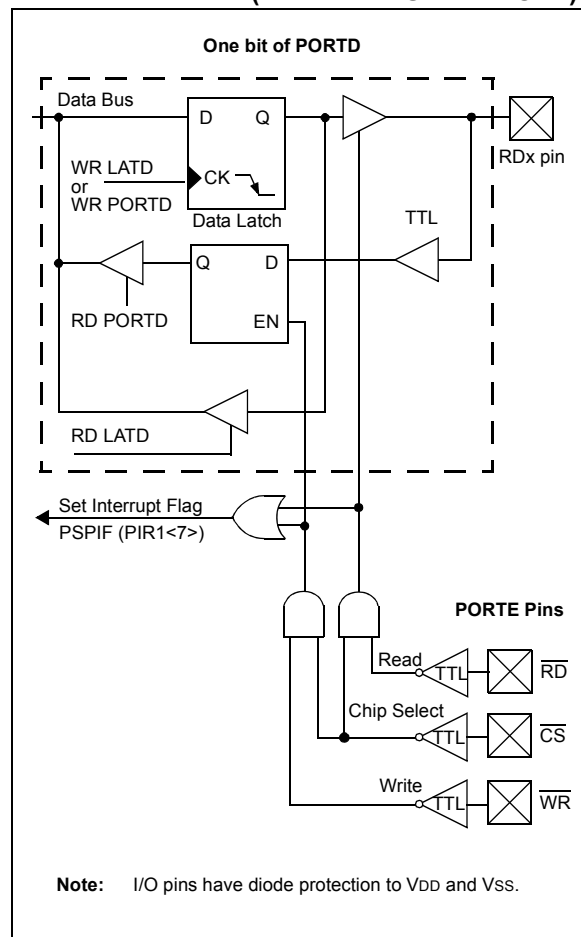 One bit of PORTD
Data Bus
D Q
RDx pin
WR LATD
or
WR PORTD
CK
Data Latch
TTL
Q D
RD PORTD
EN
RD LATD
Set Interrupt Flag
PSPIF (PIR1<7>)
PORTE Pins
Read
TTL
RD
Chip Select
TTL
CS
Write
TTL
WR
Note: I/O pins have diode protection to VDD and VSS.